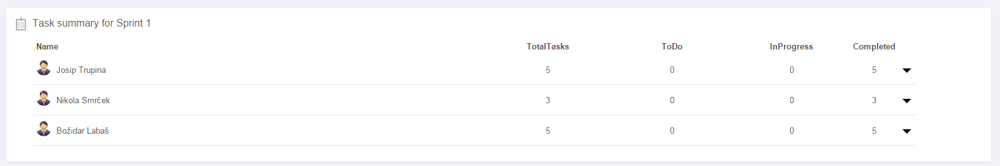 Task summary for Sprint 1
Name TotalTasks ToDo InProgress Completed
Josip Trupina 5 0 0 5
Nikola Smrček 3 0 0 3
Božidar Labaš 5 0 0 5